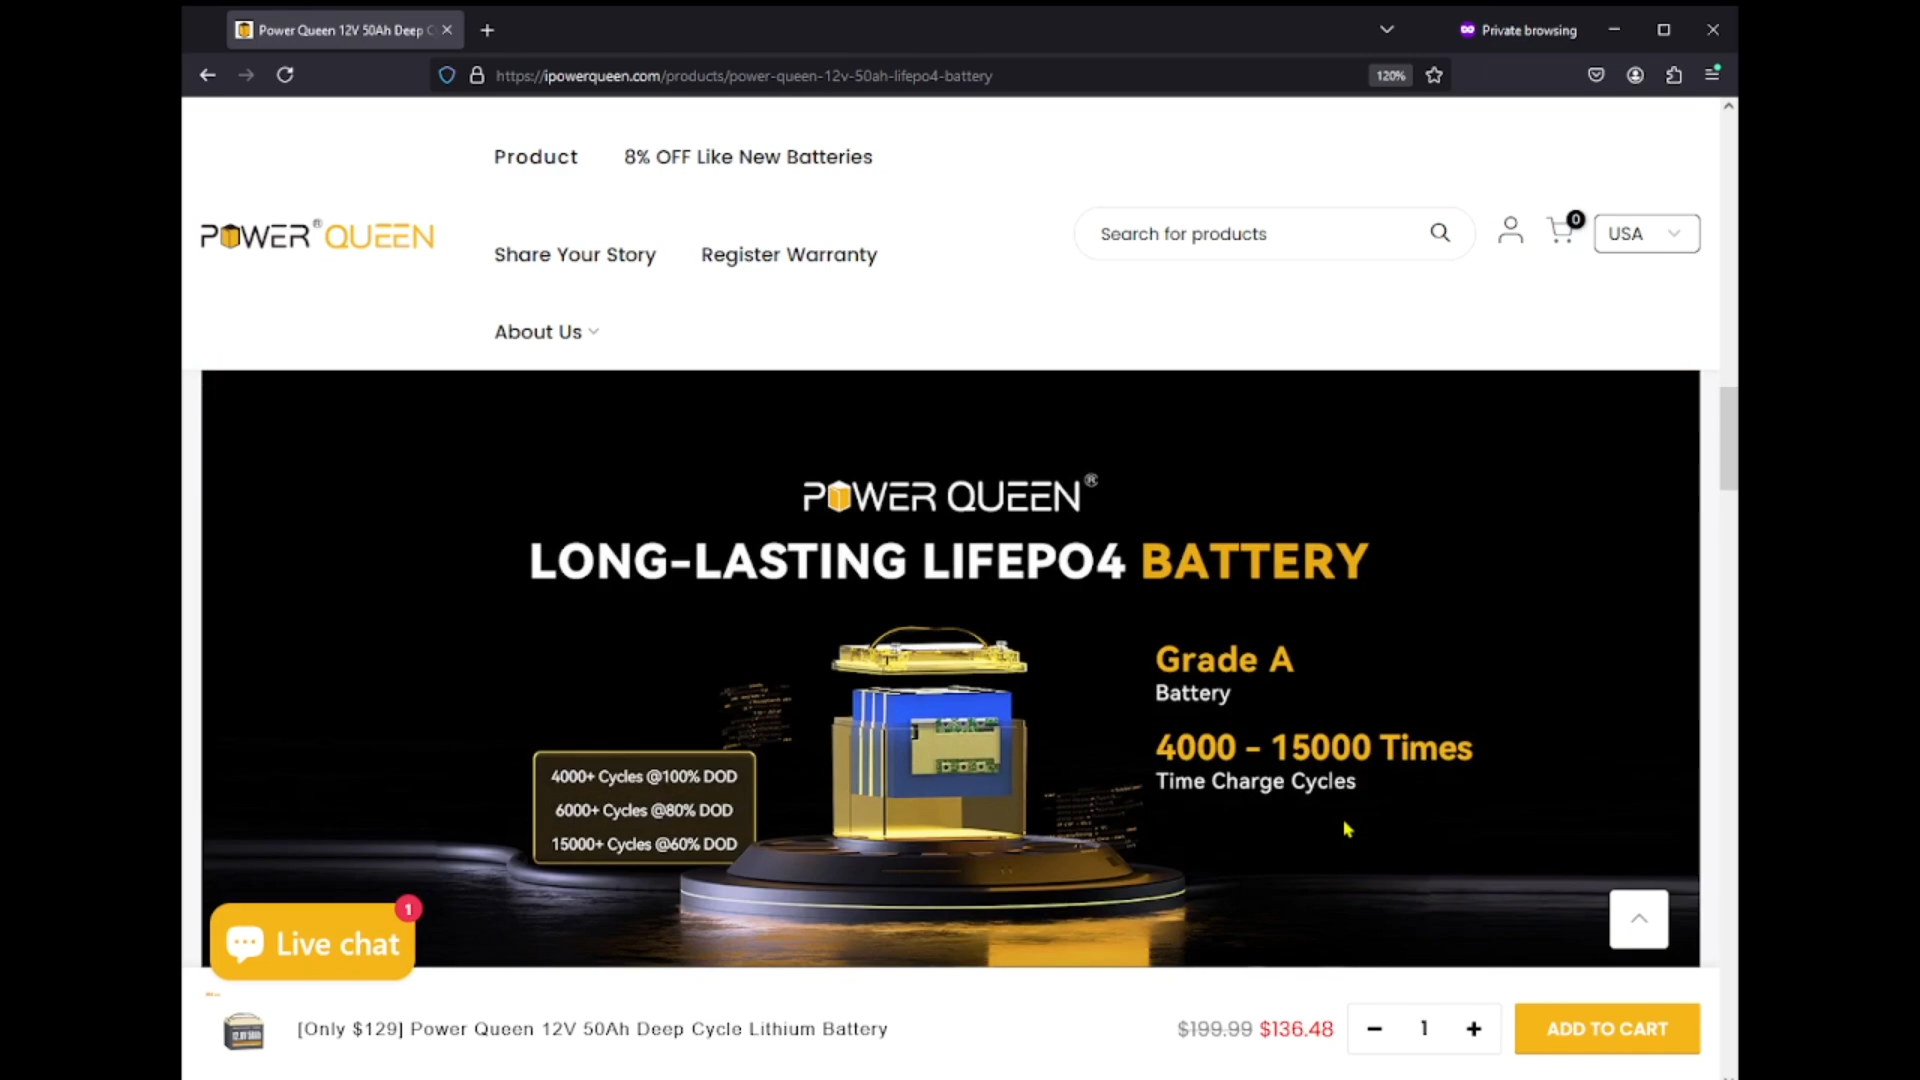 Power Queen 12V 50Ah Deep C
Private browsing
https://ipowerqueen.com/products/power-queen-12v-50ah-lifepo4-battery
120%
Product
8% OFF Like New Batteries
POWER QUEEN®
Share Your Story
Register Warranty
Search for products
0
USA
About Us
POWER QUEEN®
LONG-LASTING LIFEPO4 BATTERY
Grade A
Battery
4000 - 15000 Times
Time Charge Cycles
4000+ Cycles @100% DOD
6000+ Cycles @80% DOD
15000+ Cycles @60% DOD
1
Live chat
[Only $129] Power Queen 12V 50Ah Deep Cycle Lithium Battery
$199.99 $136.48
− 1 +
ADD TO CART